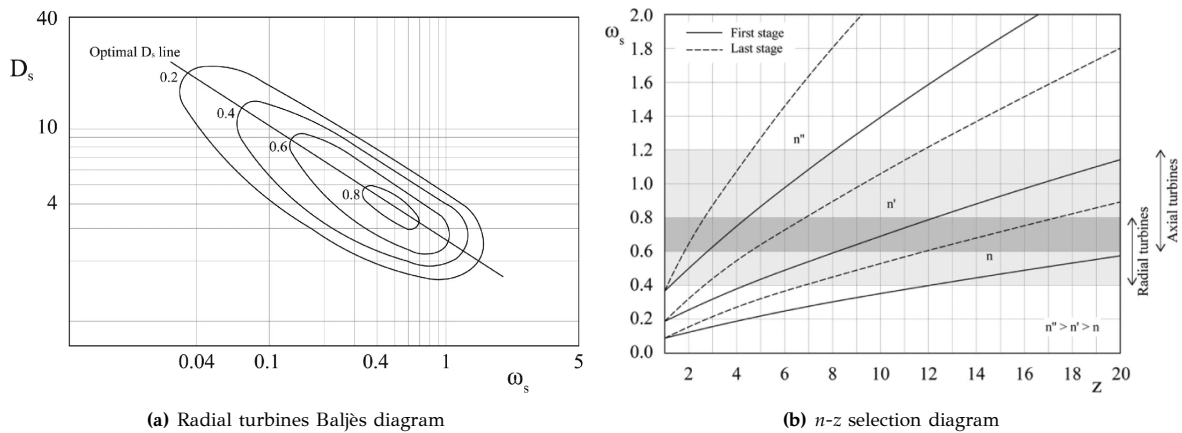 40
D_s
10
4
Optimal D_s line
0.2
0.4
0.6
0.8
0.04
0.1
0.4
1
5
ω_s
(a) Radial turbines Baljès diagram
ω_s
2.0
1.8
1.6
1.4
1.2
1.0
0.8
0.6
0.4
0.2
0.0
First stage
Last stage
n"
n'
n
n" > n' > n
2
4
6
8
10
12
14
16
18
20
z
Radial turbines
Axial turbines
(b) n-z selection diagram